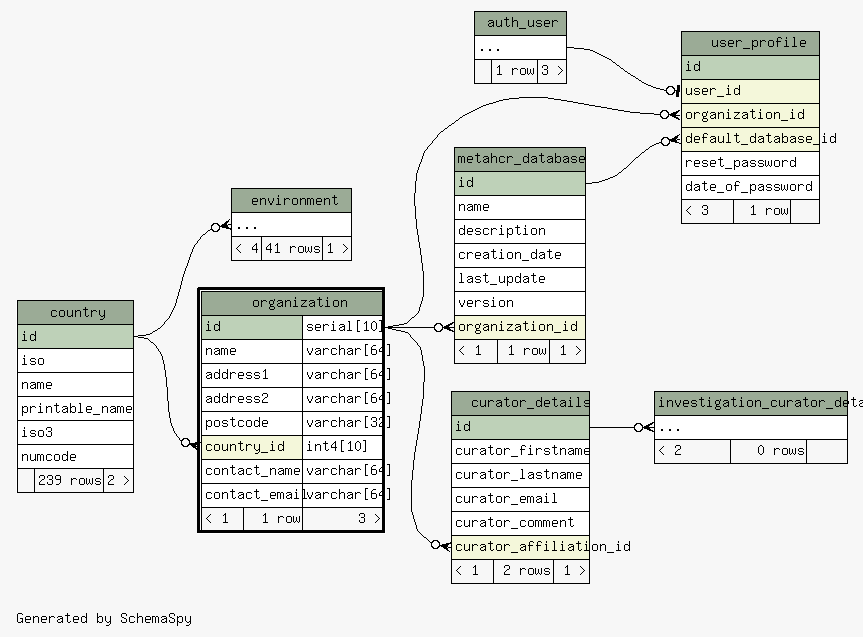 auth_user
...
1 row 3 >
user_profile
id
user_id
organization_id
default_database_id
reset_password
date_of_password
< 3 1 row
metahcr_database
id
name
description
creation_date
last_update
version
organization_id
< 1 1 row 1 >
environment
...
< 4 41 rows 1 >
country
id
iso
name
printable_name
iso3
numcode
239 rows 2 >
organization
id serial[10]
name varchar[64]
address1 varchar[64]
address2 varchar[64]
postcode varchar[32]
country_id int4[10]
contact_name varchar[64]
contact_email varchar[64]
< 1 1 row 3 >
curator_details
id
curator_firstname
curator_lastname
curator_email
curator_comment
curator_affiliation_id
< 1 2 rows 1 >
investigation_curator_deta
...
< 2 0 rows
Generated by SchemaSpy